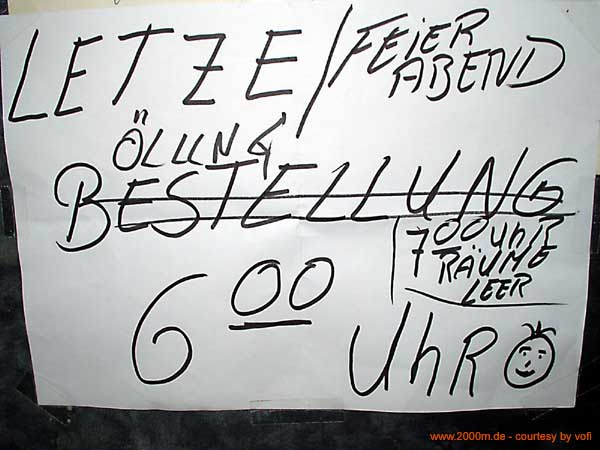 LETZE / FEIER
ABEND
ÖLUNG
BESTELLUNG
7 00 UhR
RÄUME
LEER
6 00 UhR
www.2000m.de - courtesy by vofi